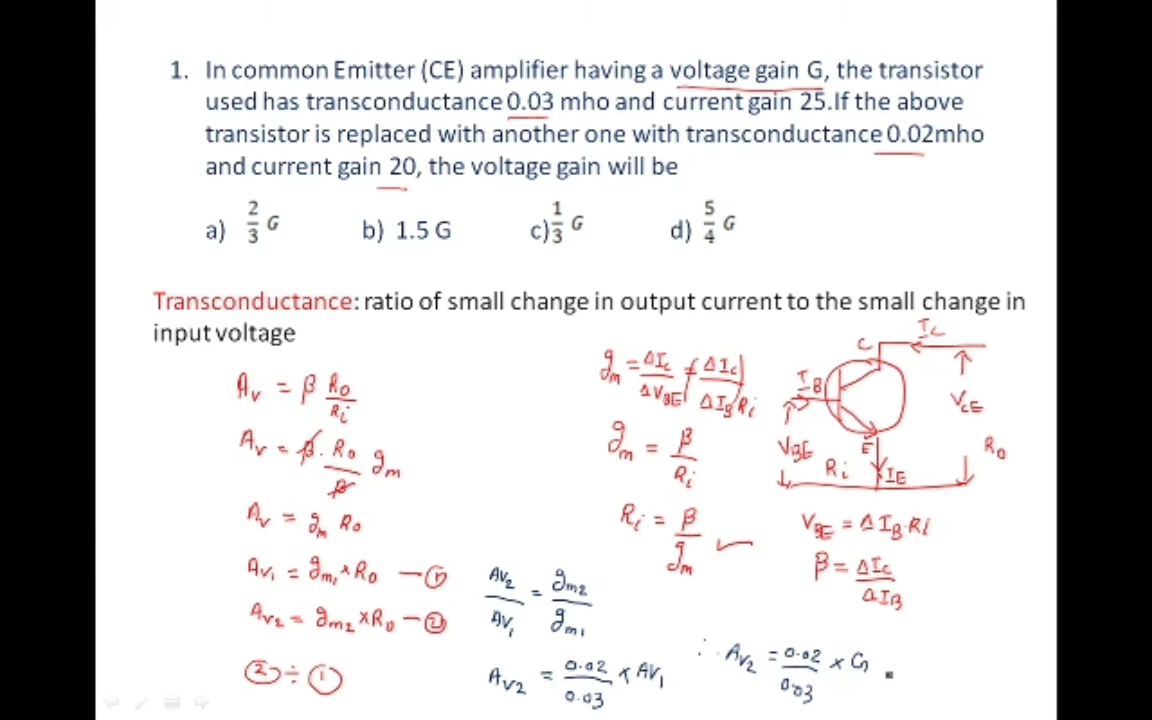 1. In common Emitter (CE) amplifier having a voltage gain G, the transistor
used has transconductance 0.03 mho and current gain 25.If the above
transistor is replaced with another one with transconductance 0.02mho
and current gain 20, the voltage gain will be
a) 2/3 G b) 1.5 G c) 1/3 G d) 5/4 G
Transconductance: ratio of small change in output current to the small change in
input voltage
Av = β Ro/Ri
Av = β . Ro/β gm
Av = gm Ro
Av1 = gm1 × Ro — ①
Av2 = gm2 × Ro — ②
② ÷ ①
Av2/Av1 = gm2/gm1
Av2 = 0.02/0.03 × Av1
∴ Av2 = 0.02/0.03 × G
gm = ΔIc/ΔVBE = ΔIc/ΔIB Ri
gm = β/Ri
Ri = β/gm
C
Ic
IB
VCE
VBE
E
Ri
IE
Ro
VBE = ΔIB·Ri
β = ΔIc/ΔIB